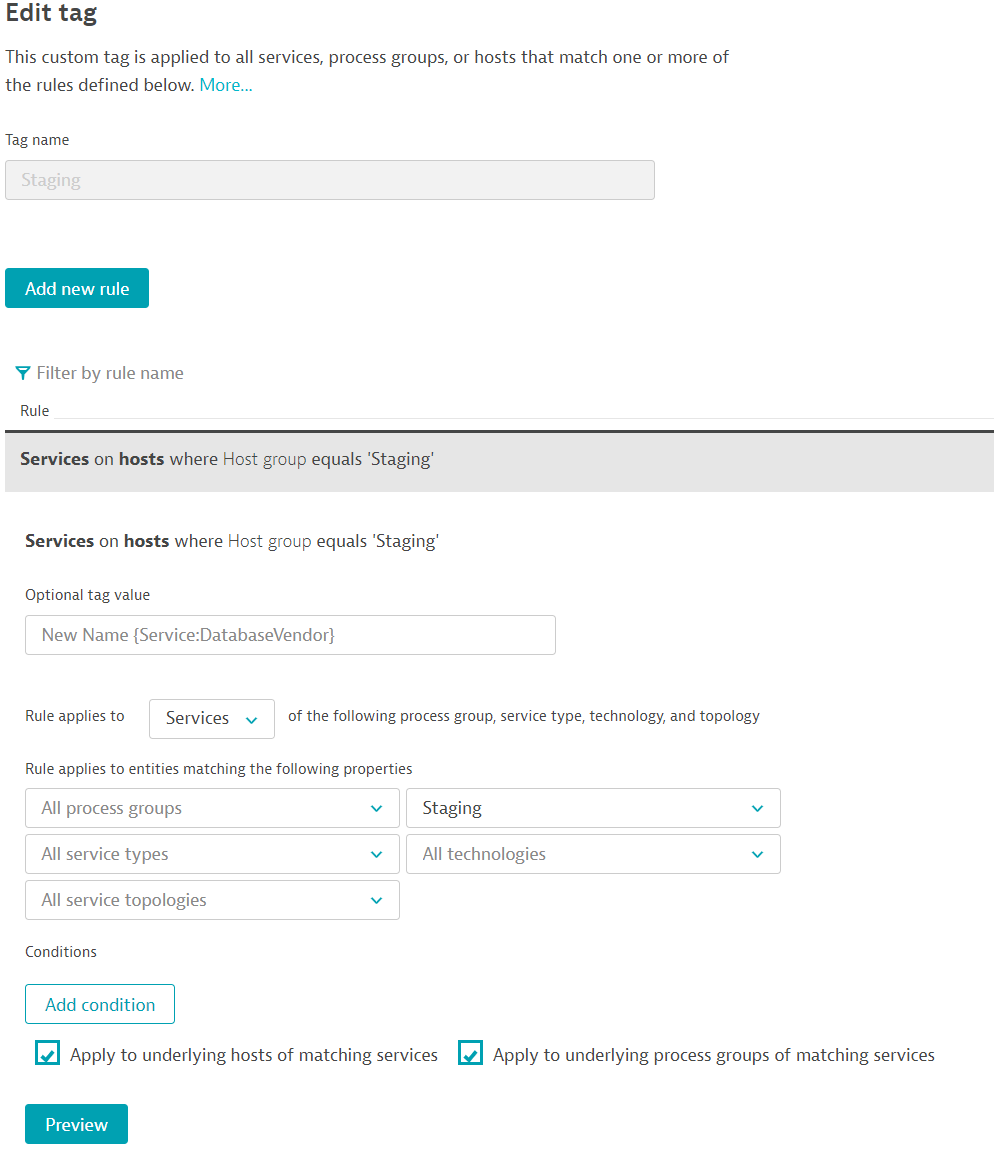 Edit tag
This custom tag is applied to all services, process groups, or hosts that match one or more of
the rules defined below. More...
Tag name
Staging
Add new rule
Filter by rule name
Rule
Services on hosts where Host group equals 'Staging'
Services on hosts where Host group equals 'Staging'
Optional tag value
New Name {Service:DatabaseVendor}
Rule applies to Services of the following process group, service type, technology, and topology
Rule applies to entities matching the following properties
All process groups Staging
All service types All technologies
All service topologies
Conditions
Add condition
Apply to underlying hosts of matching services Apply to underlying process groups of matching services
Preview